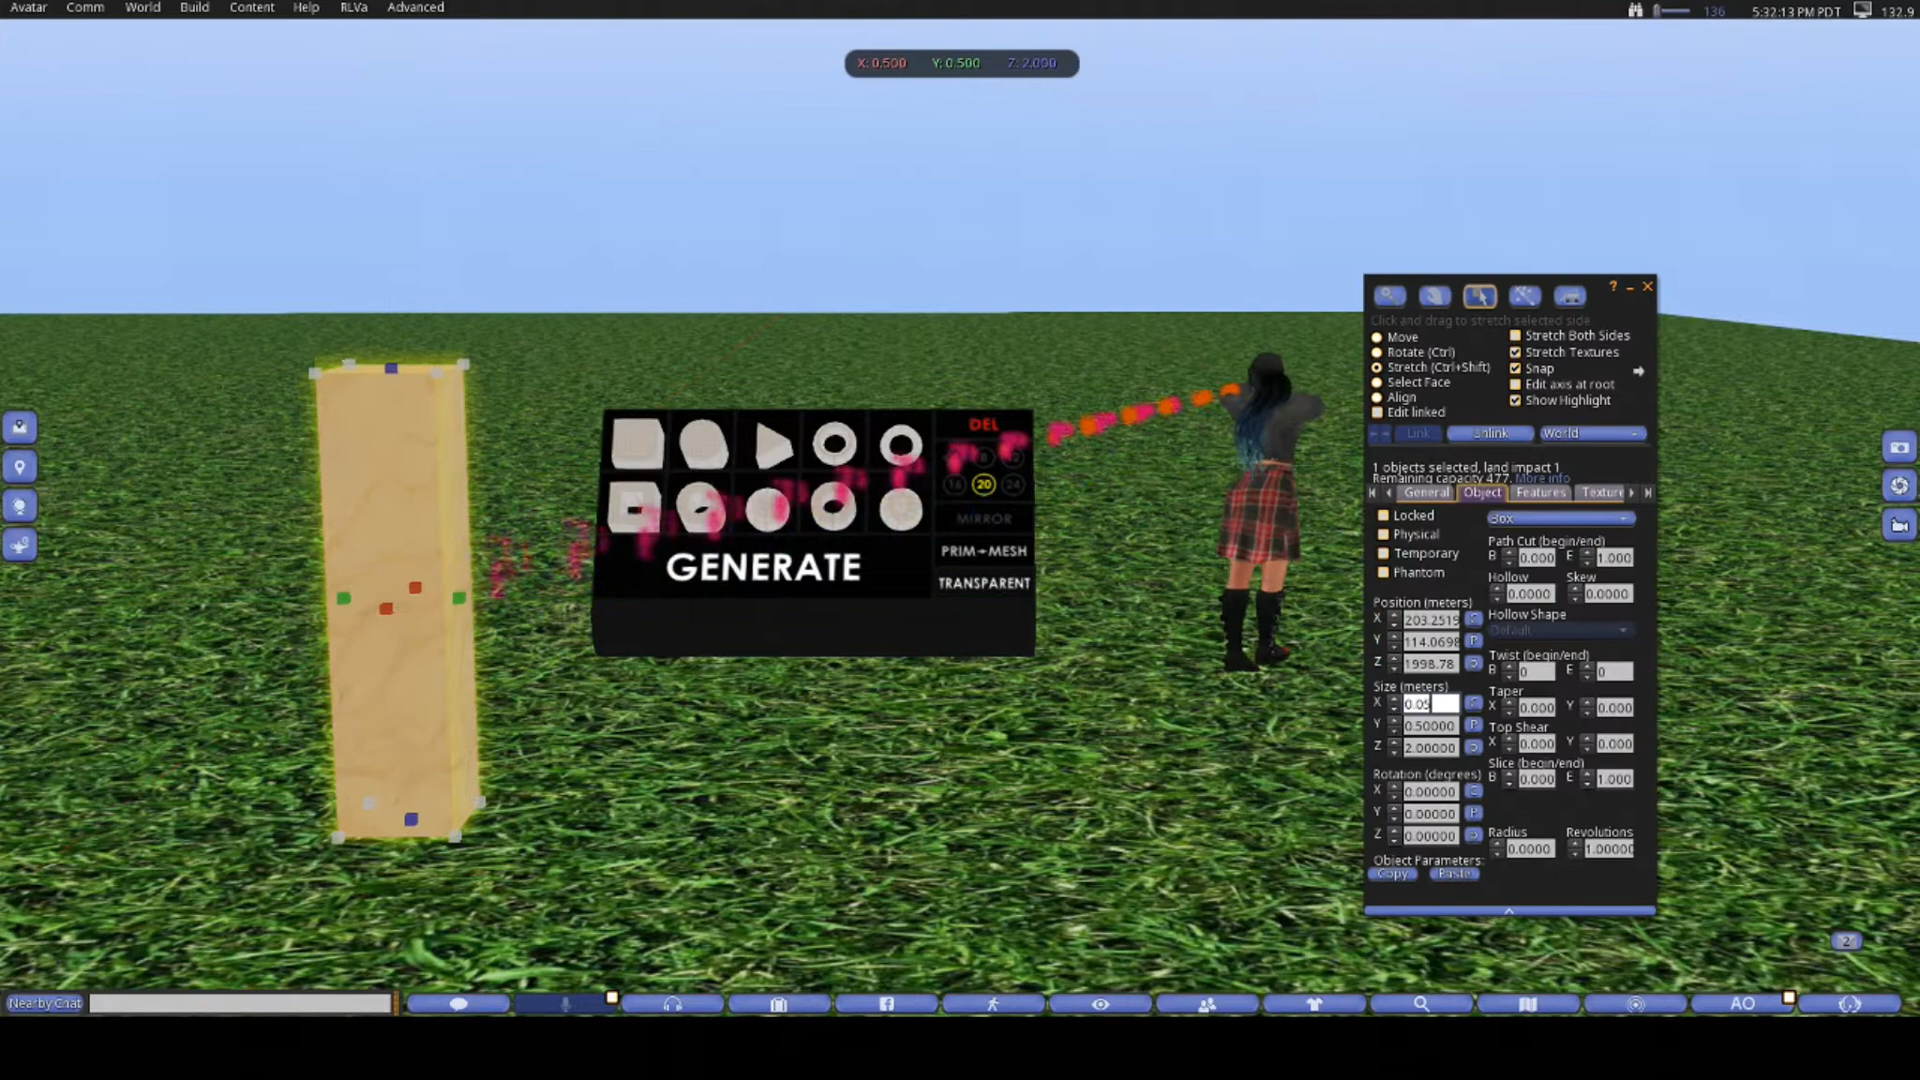 Avatar Comm World Build Content Help RLVa Advanced
136 5:32:13 PM PDT 132.9
X: 0.500 Y: 0.500 Z: 2.000
DEL
16 20 24
MIRROR
PRIM→MESH
TRANSPARENT
GENERATE
? _ X
Click and drag to stretch selected side
Move
Rotate (Ctrl)
Stretch (Ctrl+Shift)
Select Face
Align
Edit linked
Stretch Both Sides
Stretch Textures
Snap
Edit axis at root
Show Highlight
Link Unlink World
1 objects selected, land impact 1
Remaining capacity 477. More info
General Object Features Texture
Locked
Physical
Temporary
Phantom
Position (meters)
X 203.2519
Y 114.0698
Z 1998.78
Size (meters)
X 0.05
Y 0.50000
Z 2.00000
Rotation (degrees)
X 0.00000
Y 0.00000
Z 0.00000
Object Parameters:
Copy Paste
Box
Path Cut (begin/end)
B 0.000 E 1.000
Hollow Skew
0.0000 0.0000
Hollow Shape
Default
Twist (begin/end)
B 0 E 0
Taper
X 0.000 Y 0.000
Top Shear
X 0.000 Y 0.000
Slice (begin/end)
B 0.000 E 1.000
Radius Revolutions
0.0000 1.00000
2
Nearby Chat
AO